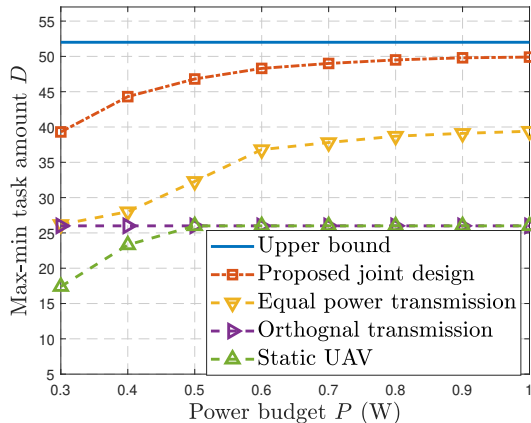 55
50
45
40
35
30
25
20
15
10
5
Max-min task amount D
Upper bound
Proposed joint design
Equal power transmission
Orthognal transmission
Static UAV
0.3 0.4 0.5 0.6 0.7 0.8 0.9 1
Power budget P (W)